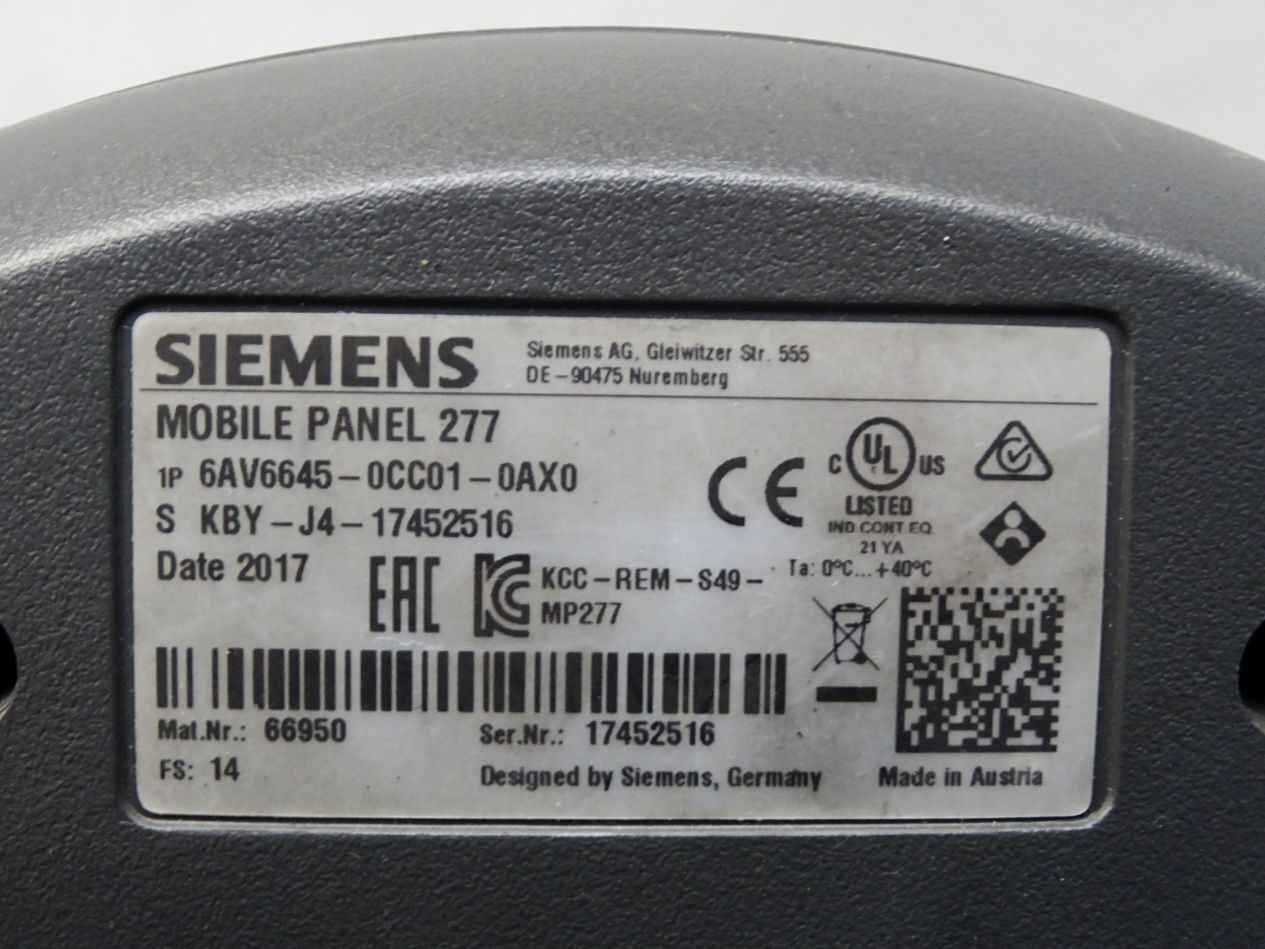 SIEMENS
Siemens AG, Gleiwitzer Str. 555
DE-90475 Nuremberg
MOBILE PANEL 277
1P 6AV6645-0CC01-0AX0
S KBY-J4-17452516
Date 2017
EAC
KC
KCC-REM-S49-
MP277
CE
C UL US
LISTED
IND CONT EQ
21 YA
Ta: 0°C...+40°C
Mat.Nr.: 66950
Ser.Nr.: 17452516
FS: 14
Designed by Siemens, Germany
Made in Austria